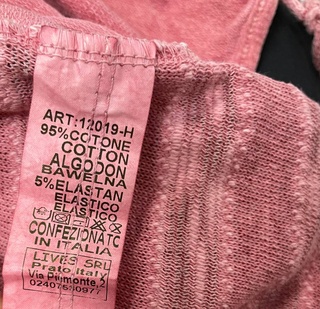 ART:12019-H
95%COTONE
COTTON
ALGODON
BAWEŁNA
5%ELASTAN
ELASTICO
ELASTICO
CONFEZIONATO
IN ITALIA
LIVES SRL
Prato,Italy
Via Piemonte,2